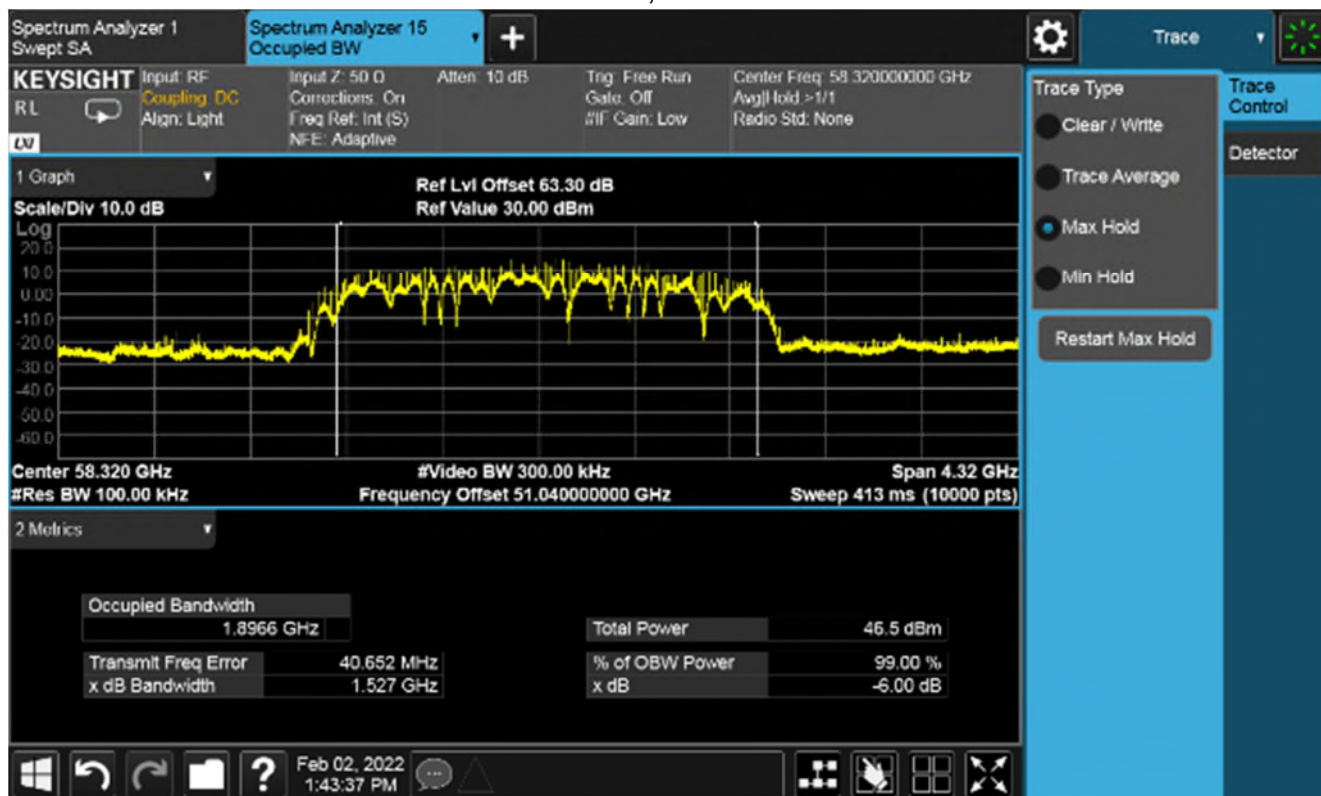 Spectrum Analyzer 1
Swept SA
Spectrum Analyzer 15
Occupied BW
+
Trace
KEYSIGHT
RL
LXI
Input: RF
Coupling: DC
Align: Light
Input Z: 50 Ω
Corrections: On
Freq Ref: Int (S)
NFE: Adaptive
Atten: 10 dB
Trig: Free Run
Gate: Off
#IF Gain: Low
Center Freq: 58.320000000 GHz
Avg|Hold:>1/1
Radio Std: None
Trace Type
Clear / Write
Trace Average
Max Hold
Min Hold
Restart Max Hold
Trace
Control
Detector
1 Graph
Scale/Div 10.0 dB
Ref Lvl Offset 63.30 dB
Ref Value 30.00 dBm
Log
20.0
10.0
0.00
-10.0
-20.0
-30.0
-40.0
-50.0
-60.0
Center 58.320 GHz
#Video BW 300.00 kHz
Span 4.32 GHz
#Res BW 100.00 kHz
Frequency Offset 51.040000000 GHz
Sweep 413 ms (10000 pts)
2 Metrics
Occupied Bandwidth
1.8966 GHz
Total Power 46.5 dBm
Transmit Freq Error 40.652 MHz
% of OBW Power 99.00 %
x dB Bandwidth 1.527 GHz
x dB -6.00 dB
?
Feb 02, 2022
1:43:37 PM